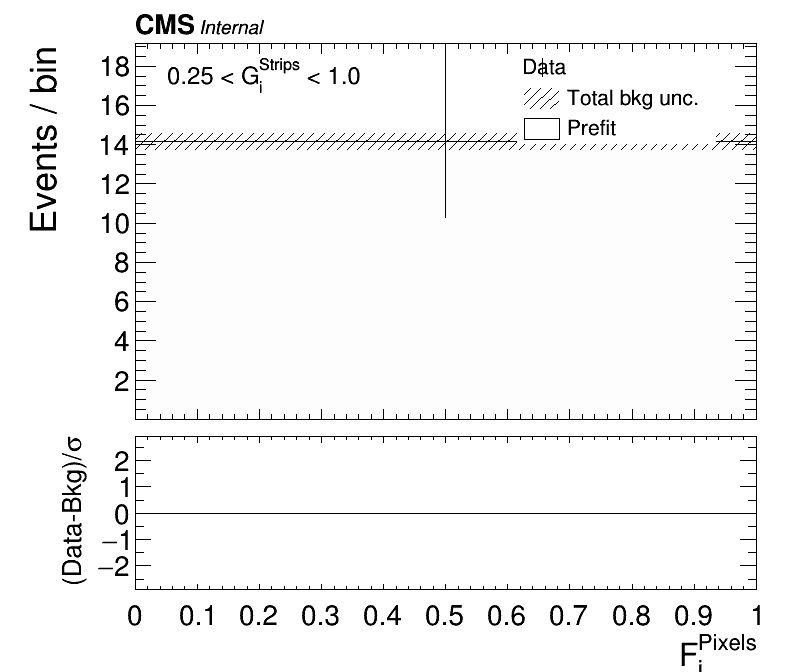 CMS Internal
Events / bin
0.25 < G_i^Strips < 1.0
Data
Total bkg unc.
Prefit
18
16
14
12
10
8
6
4
2
(Data-Bkg)/σ
2
1
0
−1
−2
0 0.1 0.2 0.3 0.4 0.5 0.6 0.7 0.8 0.9 1
F_i^Pixels